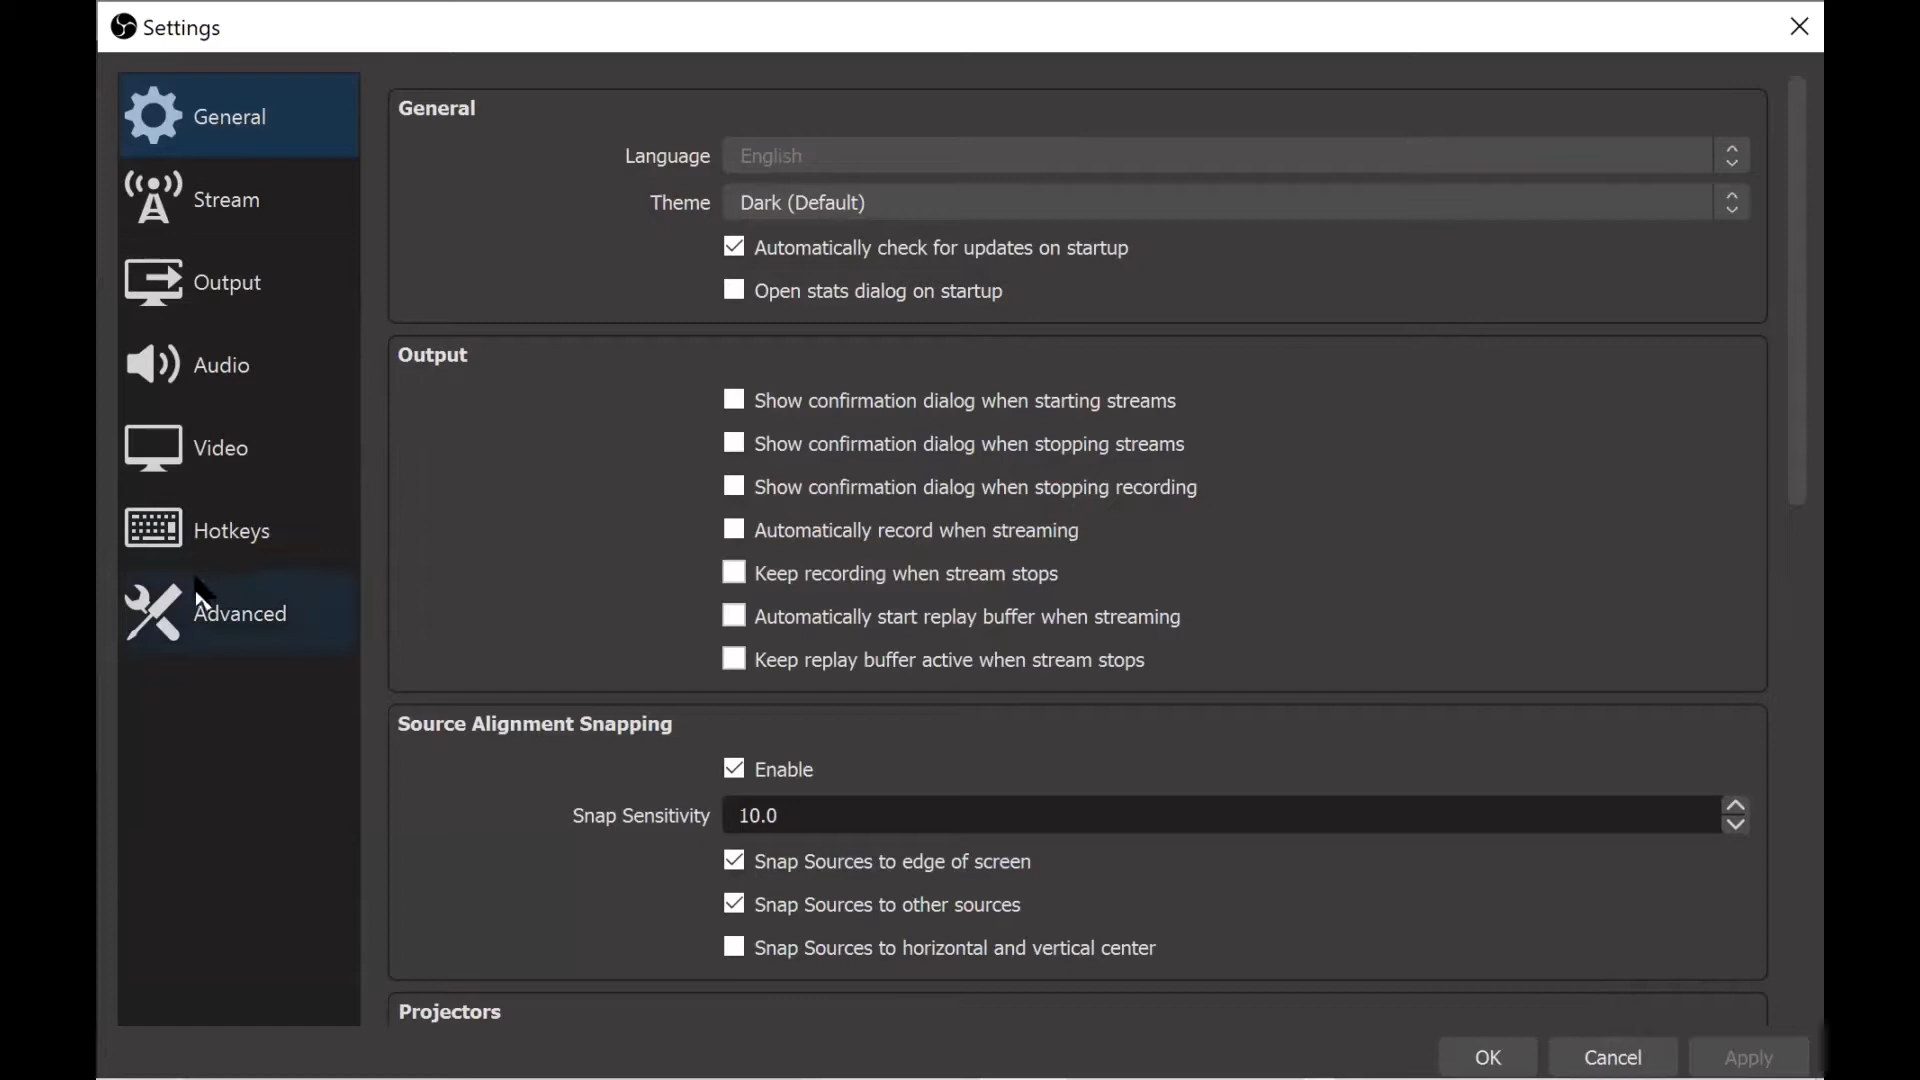 Settings
General
Stream
Output
Audio
Video
Hotkeys
Advanced
General
Language English
Theme Dark (Default)
Automatically check for updates on startup
Open stats dialog on startup
Output
Show confirmation dialog when starting streams
Show confirmation dialog when stopping streams
Show confirmation dialog when stopping recording
Automatically record when streaming
Keep recording when stream stops
Automatically start replay buffer when streaming
Keep replay buffer active when stream stops
Source Alignment Snapping
Enable
Snap Sensitivity 10.0
Snap Sources to edge of screen
Snap Sources to other sources
Snap Sources to horizontal and vertical center
Projectors
OK Cancel Apply